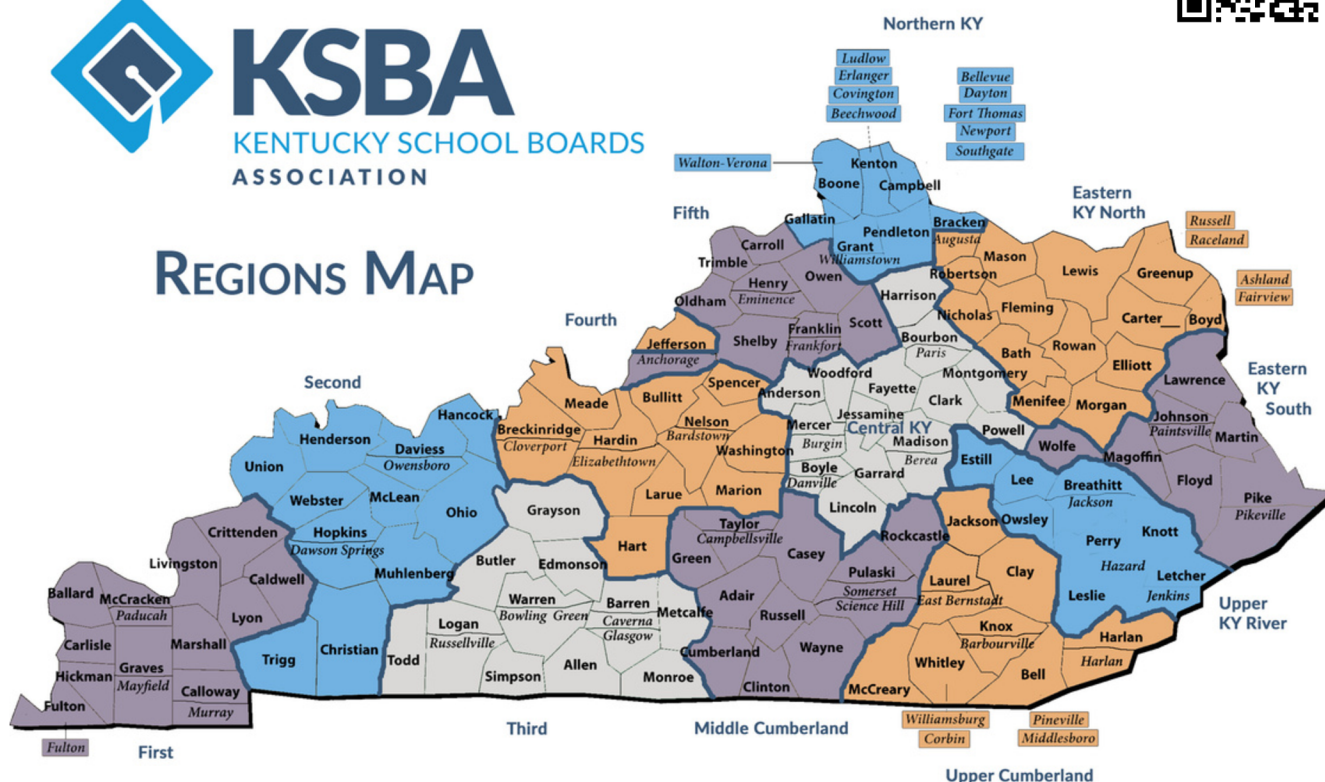 KSBA
KENTUCKY SCHOOL BOARDS
ASSOCIATION
REGIONS MAP
Northern KY
Ludlow
Erlanger
Covington
Beechwood
Bellevue
Dayton
Fort Thomas
Newport
Southgate
Walton-Verona
Kenton
Boone
Campbell
Gallatin
Pendleton
Grant
Williamstown
Bracken
Augusta
Eastern
KY North
Russell
Raceland
Ashland
Fairview
Mason
Lewis
Greenup
Robertson
Fleming
Nicholas
Carter
Boyd
Rowan
Bath
Elliott
Menifee
Morgan
Fifth
Carroll
Trimble
Owen
Henry
Eminence
Oldham
Scott
Franklin
Frankfort
Shelby
Anchorage
Fourth
Jefferson
Spencer
Bullitt
Meade
Nelson
Bardstown
Breckinridge
Cloverport
Hardin
Elizabethtown
Washington
Larue
Marion
Hart
Central KY
Harrison
Bourbon
Paris
Woodford
Montgomery
Fayette
Anderson
Clark
Jessamine
Mercer
Burgin
Powell
Madison
Berea
Boyle
Danville
Garrard
Lincoln
Eastern
KY
South
Lawrence
Johnson
Paintsville
Martin
Wolfe
Magoffin
Floyd
Pike
Pikeville
Second
Hancock
Henderson
Daviess
Owensboro
Union
Webster
McLean
Ohio
Hopkins
Dawson Springs
Muhlenberg
Christian
Trigg
First
Crittenden
Livingston
Caldwell
Ballard
McCracken
Paducah
Lyon
Carlisle
Marshall
Graves
Mayfield
Hickman
Calloway
Murray
Fulton
Fulton
Third
Grayson
Butler
Edmonson
Warren
Bowling Green
Barren
Caverna
Glasgow
Metcalfe
Logan
Russellville
Todd
Simpson
Allen
Monroe
Middle Cumberland
Taylor
Campbellsville
Green
Casey
Rockcastle
Pulaski
Somerset
Science Hill
Adair
Russell
Cumberland
Wayne
Clinton
Upper
KY River
Estill
Lee
Breathitt
Jackson
Owsley
Perry
Hazard
Knott
Letcher
Jenkins
Leslie
Upper Cumberland
Jackson
Laurel
East Bernstadt
Clay
Knox
Barbourville
Harlan
Harlan
Whitley
Bell
McCreary
Williamsburg
Corbin
Pineville
Middlesboro